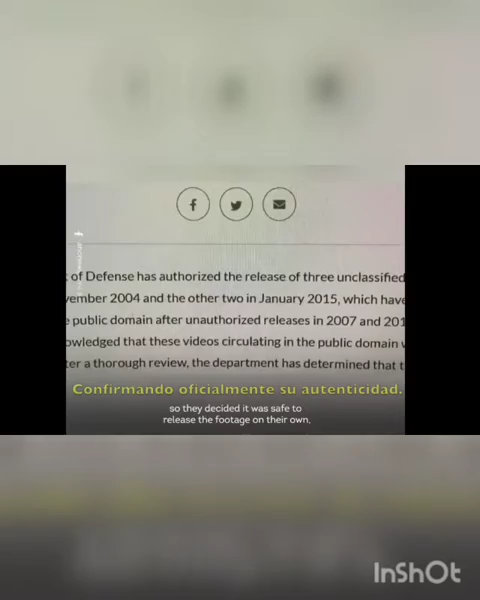 of Defense has authorized the release of three unclassified
vember 2004 and the other two in January 2015, which have
public domain after unauthorized releases in 2007 and 201
owledged that these videos circulating in the public domain
ter a thorough review, the department has determined that
Confirmando oficialmente su autenticidad.
so they decided it was safe to
release the footage on their own.
InShOt